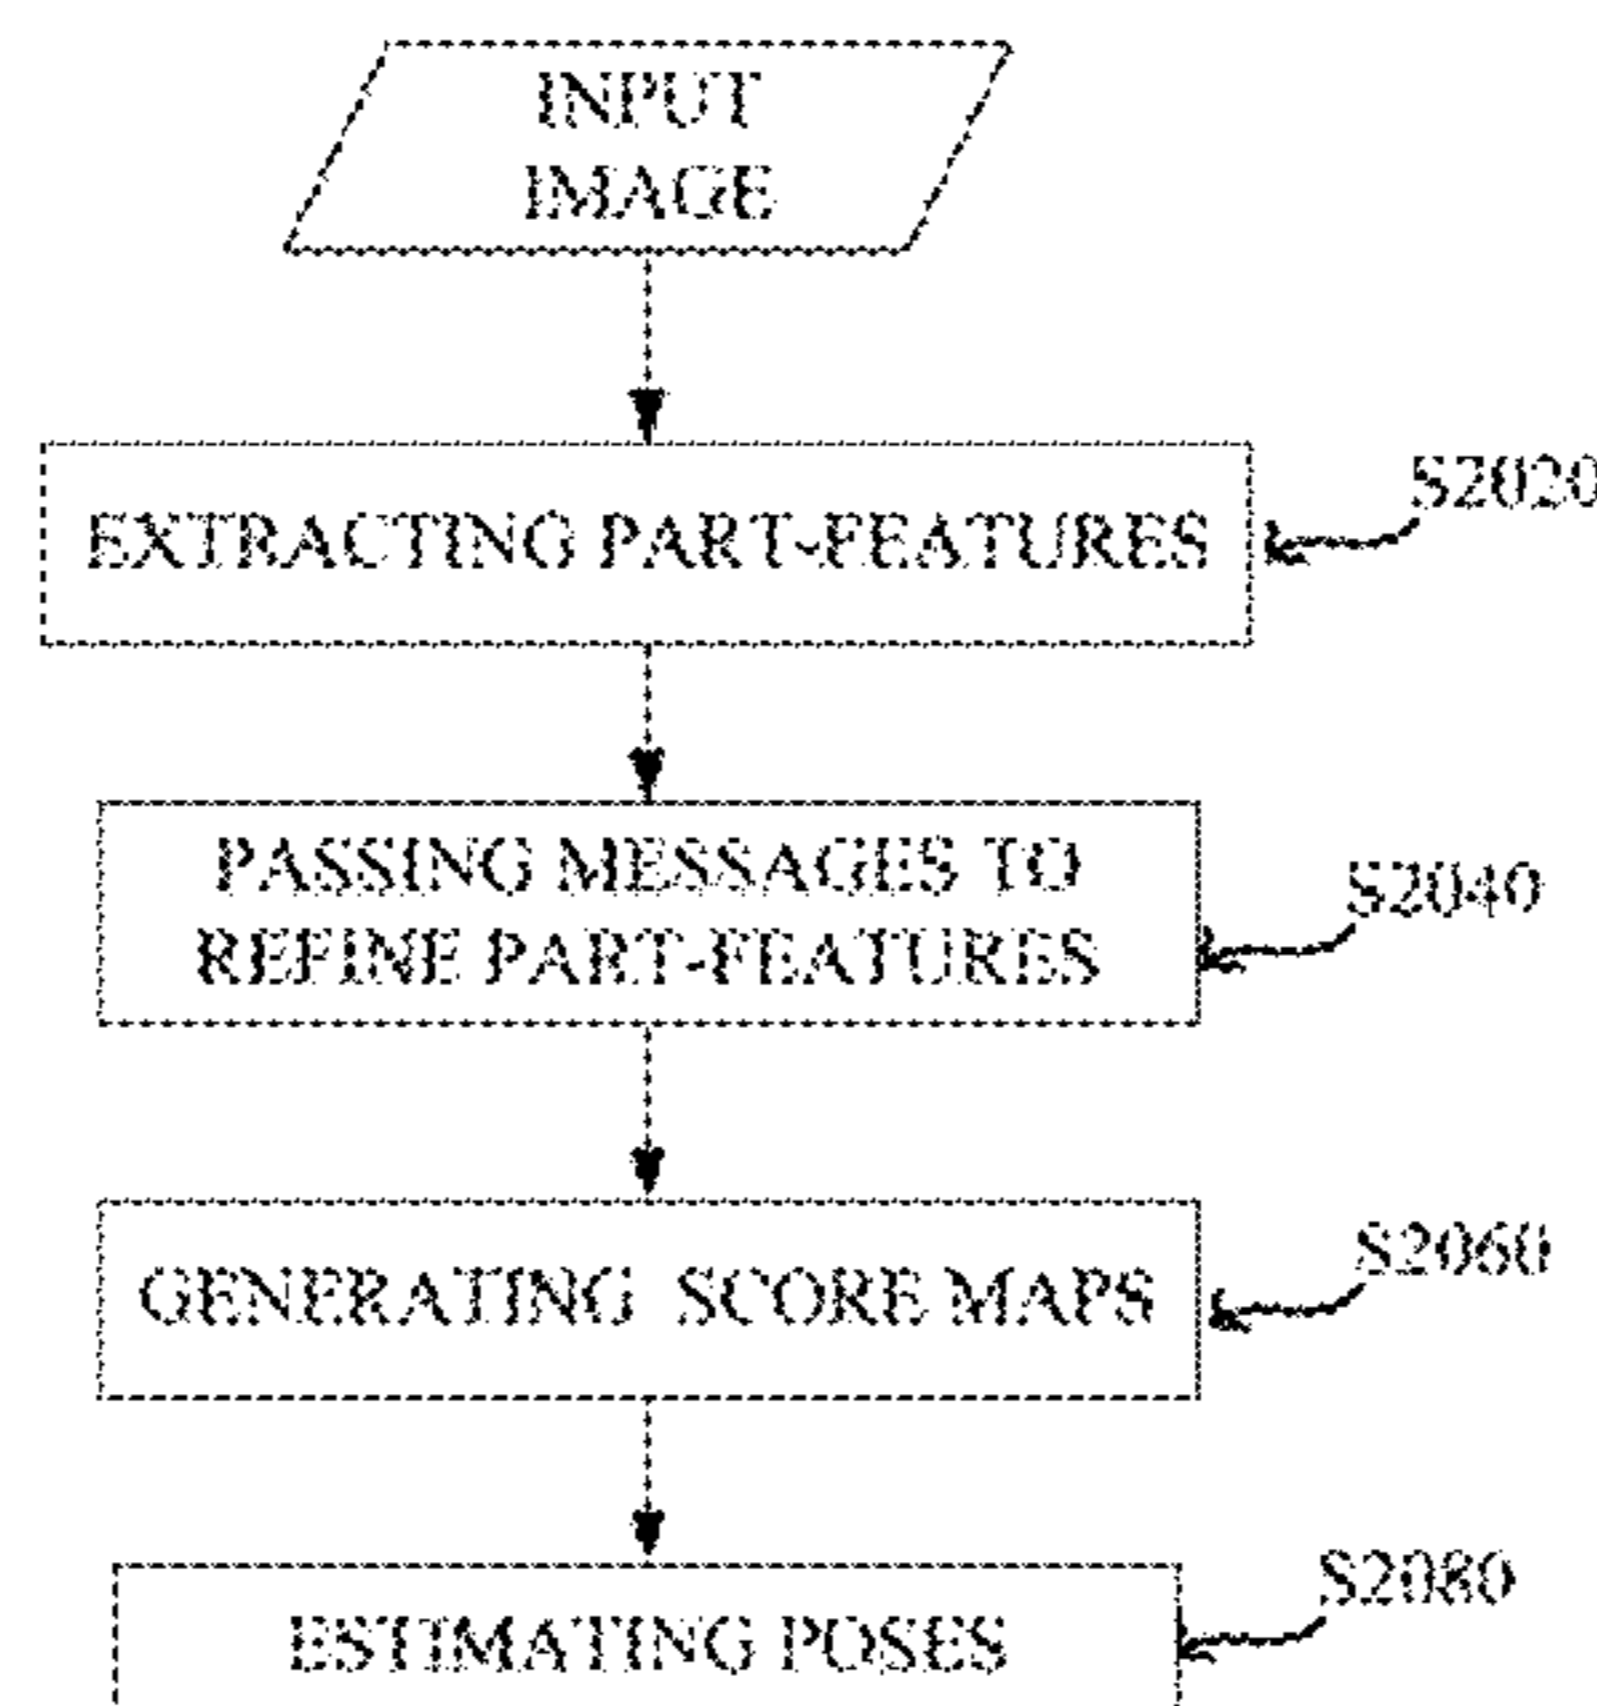 INPUT
IMAGE
EXTRACTING PART-FEATURES
S2020
PASSING MESSAGES TO
REFINE PART-FEATURES
S2040
GENERATING SCORE MAPS
S2060
ESTIMATING POSES
S2080